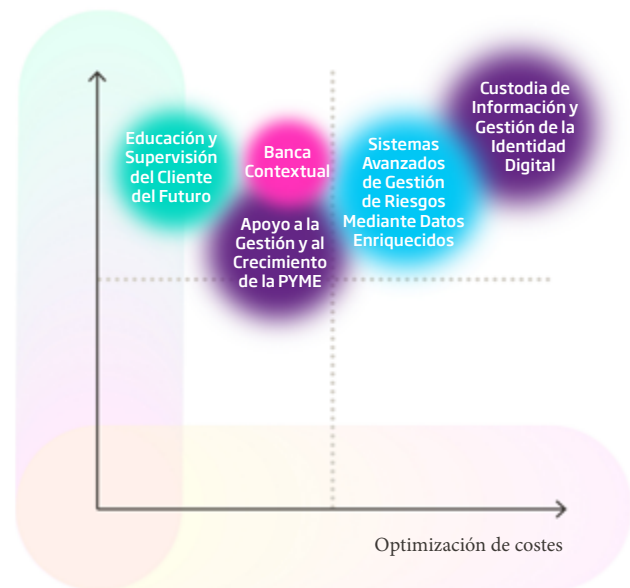 Educación y
Supervisión
del Cliente
del Futuro
Banca
Contextual
Apoyo a la
Gestión y al
Crecimiento
de la PYME
Sistemas
Avanzados
de Gestión
de Riesgos
Mediante Datos
Enriquecidos
Custodia de
Información y
Gestión de la
Identidad
Digital
Optimización de costes